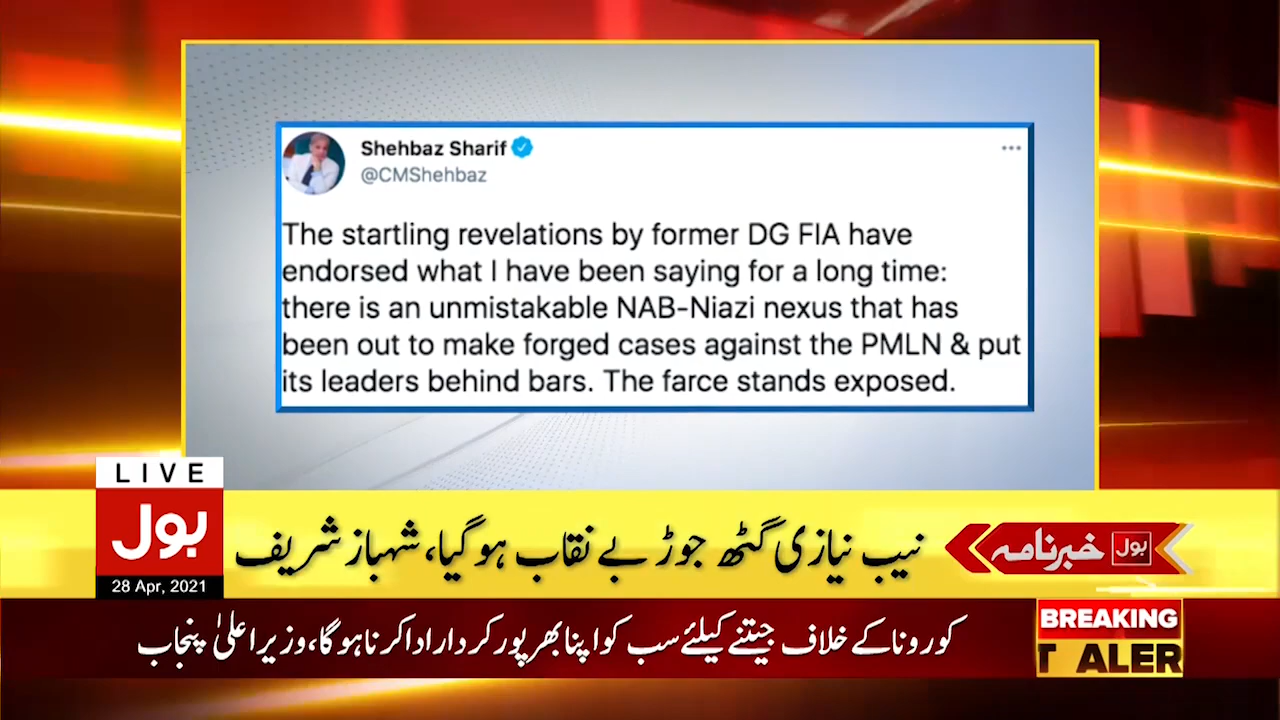 Shehbaz Sharif
@CMShehbaz
The startling revelations by former DG FIA have
endorsed what I have been saying for a long time:
there is an unmistakable NAB-Niazi nexus that has
been out to make forged cases against the PMLN & put
its leaders behind bars. The farce stands exposed.
LIVE
بول
28 Apr, 2021
نیب نیازی گٹھ جوڑ بے نقاب ہوگیا، شہباز شریف
بول خبرنامہ
کورونا کے خلاف جیتنے کیلئے سب کو اپنا بھرپور کردار ادا کرنا ہوگا، وزیراعلیٰ پنجاب
BREAKING
T ALER